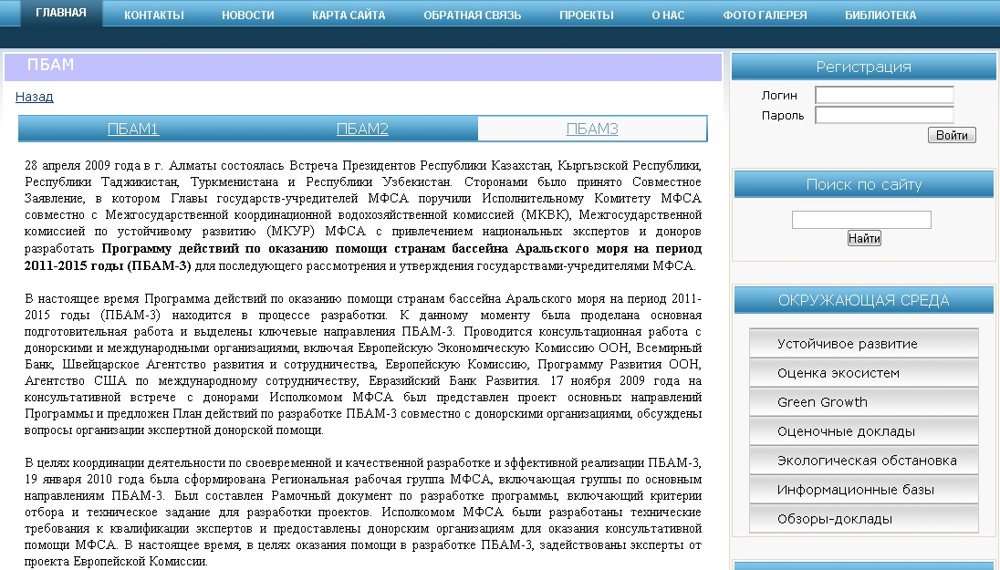 ГЛАВНАЯ КОНТАКТЫ НОВОСТИ КАРТА САЙТА ОБРАТНАЯ СВЯЗЬ ПРОЕКТЫ О НАС ФОТО ГАЛЕРЕЯ БИБЛИОТЕКА
ПБАМ
Назад
ПБАМ1 ПБАМ2 ПБАМ3
28 апреля 2009 года в г. Алматы состоялась Встреча Президентов Республики Казахстан, Кыргызской Республики,
Республики Таджикистан, Туркменистана и Республики Узбекистан. Сторонами было принято Совместное
Заявление, в котором Главы государств-учредителей МФСА поручили Исполнительному Комитету МФСА
совместно с Межгосударственной координационной водохозяйственной комиссией (МКВК), Межгосударственной
комиссией по устойчивому развитию (МКУР) МФСА с привлечением национальных экспертов и доноров
разработать Программу действий по оказанию помощи странам бассейна Аральского моря на период
2011-2015 годы (ПБАМ-3) для последующего рассмотрения и утверждения государствами-учредителями МФСА.
В настоящее время Программа действий по оказанию помощи странам бассейна Аральского моря на период 2011-
2015 годы (ПБАМ-3) находится в процессе разработки. К данному моменту была проделана основная
подготовительная работа и выделены ключевые направления ПБАМ-3. Проводится консультационная работа с
донорскими и международными организациями, включая Европейскую Экономическую Комиссию ООН, Всемирный
Банк, Швейцарское Агентство развития и сотрудничества, Европейскую Комиссию, Программу Развития ООН,
Агентство США по международному сотрудничеству, Евразийский Банк Развития. 17 ноября 2009 года на
консультативной встрече с донорами Исполкомом МФСА был представлен проект основных направлений
Программы и предложен План действий по разработке ПБАМ-3 совместно с донорскими организациями, обсуждены
вопросы организации экспертной донорской помощи.
В целях координации деятельности по своевременной и качественной разработке и эффективной реализации ПБАМ-3,
19 января 2010 года была сформирована Региональная рабочая группа МФСА, включающая группы по основным
направлениям ПБАМ-3. Был составлен Рамочный документ по разработке программы, включающий критерии
отбора и техническое задание для разработки проектов. Исполкомом МФСА были разработаны технические
требования к квалификации экспертов и предоставлены донорским организациям для оказания консультативной
помощи МФСА. В настоящее время, в целях оказания помощи в разработке ПБАМ-3, задействованы эксперты от
проекта Европейской Комиссии.
Регистрация
Логин
Пароль
Войти
Поиск по сайту
Найти
ОКРУЖАЮЩАЯ СРЕДА
Устойчивое развитие
Оценка экосистем
Green Growth
Оценочные доклады
Экологическая обстановка
Информационные базы
Обзоры-доклады